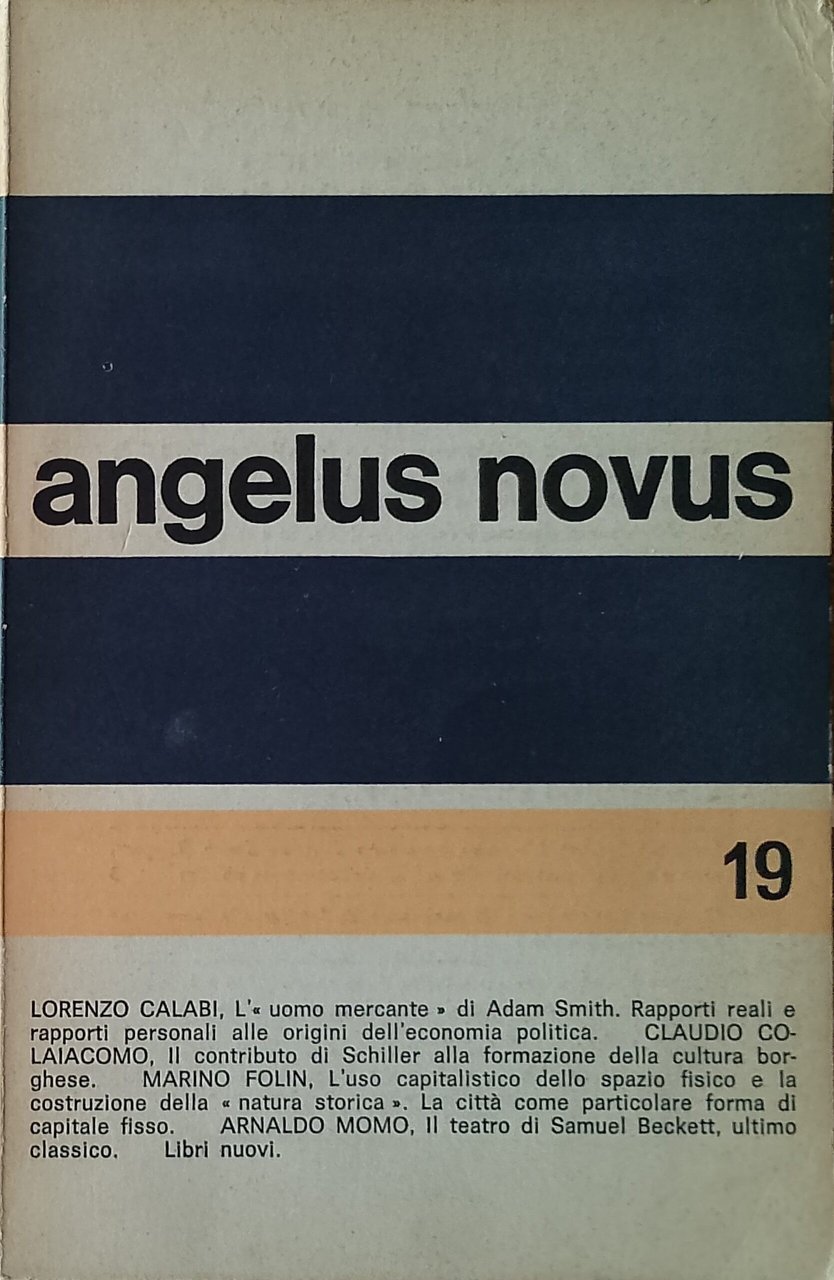 angelus novus
19
LORENZO CALABI, L'« uomo mercante » di Adam Smith. Rapporti reali e
rapporti personali alle origini dell'economia politica. CLAUDIO CO-
LAIACOMO, Il contributo di Schiller alla formazione della cultura bor-
ghese. MARINO FOLIN, L'uso capitalistico dello spazio fisico e la
costruzione della « natura storica ». La città come particolare forma di
capitale fisso. ARNALDO MOMO, Il teatro di Samuel Beckett, ultimo
classico. Libri nuovi.